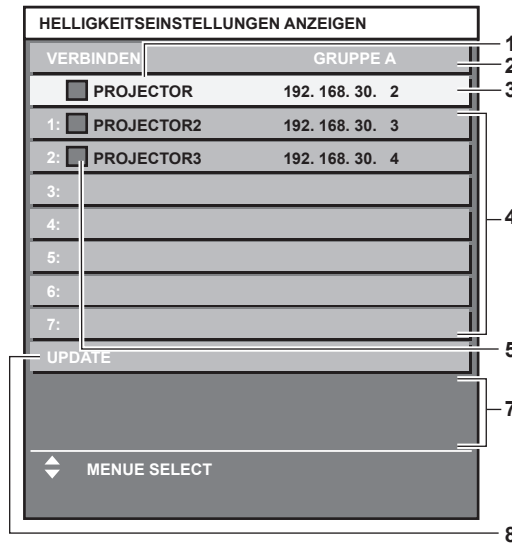 HELLIGKEITSEINSTELLUNGEN ANZEIGEN
VERBINDEN GRUPPE A
PROJECTOR 192. 168. 30. 2
1: PROJECTOR2 192. 168. 30. 3
2: PROJECTOR3 192. 168. 30. 4
3:
4:
5:
6:
7:
UPDATE
MENUE SELECT
1
2
3
4
5
7
8